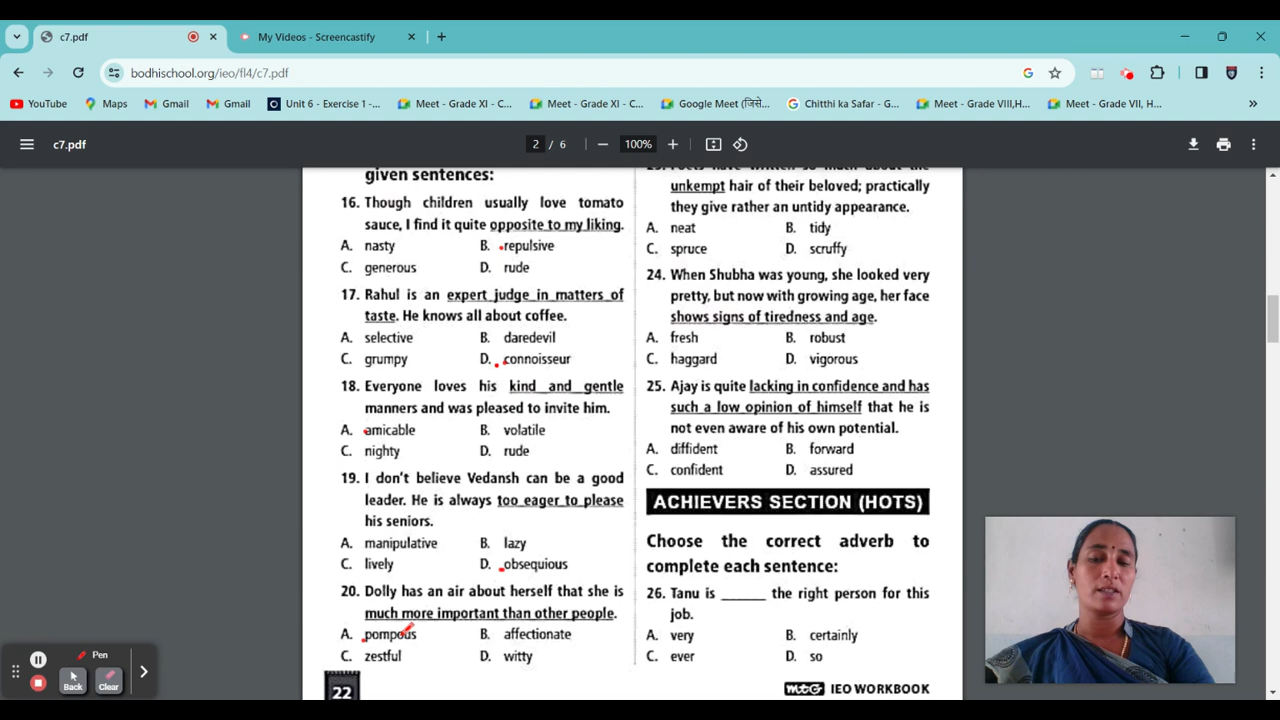 c7.pdf
My Videos - Screencastify
bodhischool.org/ieo/fl4/c7.pdf
YouTube
Maps
Gmail
Gmail
Unit 6 - Exercise 1 -...
Meet - Grade XI - C...
Meet - Grade XI - C...
Google Meet (जिसे...
Chitthi ka Safar - G...
Meet - Grade VIII,H...
Meet - Grade VII, H...
c7.pdf
2 / 6
100%
given sentences:
16. Though children usually love tomato
sauce, I find it quite opposite to my liking.
A. nasty B. repulsive
C. generous D. rude
17. Rahul is an expert judge in matters of
taste. He knows all about coffee.
A. selective B. daredevil
C. grumpy D. connoisseur
18. Everyone loves his kind and gentle
manners and was pleased to invite him.
A. amicable B. volatile
C. nighty D. rude
19. I don't believe Vedansh can be a good
leader. He is always too eager to please
his seniors.
A. manipulative B. lazy
C. lively D. obsequious
20. Dolly has an air about herself that she is
much more important than other people.
A. pompous B. affectionate
C. zestful D. witty
22
unkempt hair of their beloved; practically
they give rather an untidy appearance.
A. neat B. tidy
C. spruce D. scruffy
24. When Shubha was young, she looked very
pretty, but now with growing age, her face
shows signs of tiredness and age.
A. fresh B. robust
C. haggard D. vigorous
25. Ajay is quite lacking in confidence and has
such a low opinion of himself that he is
not even aware of his own potential.
A. diffident B. forward
C. confident D. assured
ACHIEVERS SECTION (HOTS)
Choose the correct adverb to
complete each sentence:
26. Tanu is ______ the right person for this
job.
A. very B. certainly
C. ever D. so
mtG IEO WORKBOOK
Pen
Back
Clear